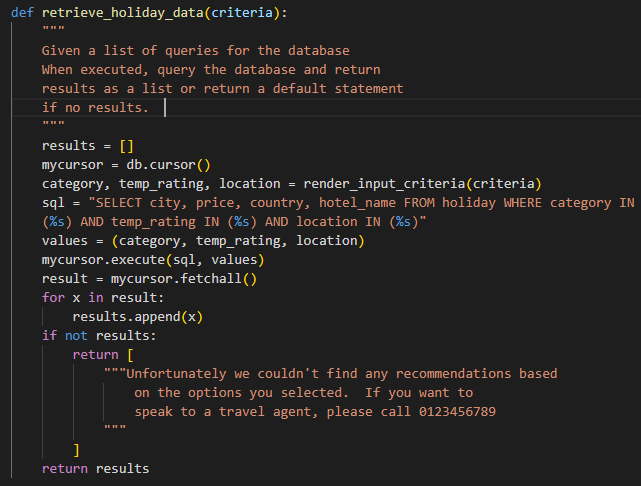 def retrieve_holiday_data(criteria):
    """
    Given a list of queries for the database
    When executed, query the database and return
    results as a list or return a default statement
    if no results.
    """
    results = []
    mycursor = db.cursor()
    category, temp_rating, location = render_input_criteria(criteria)
    sql = "SELECT city, price, country, hotel_name FROM holiday WHERE category IN
    (%s) AND temp_rating IN (%s) AND location IN (%s)"
    values = (category, temp_rating, location)
    mycursor.execute(sql, values)
    result = mycursor.fetchall()
    for x in result:
        results.append(x)
    if not results:
        return [
            """Unfortunately we couldn't find any recommendations based
                on the options you selected.  If you want to
                speak to a travel agent, please call 0123456789
            """
        ]
    return results